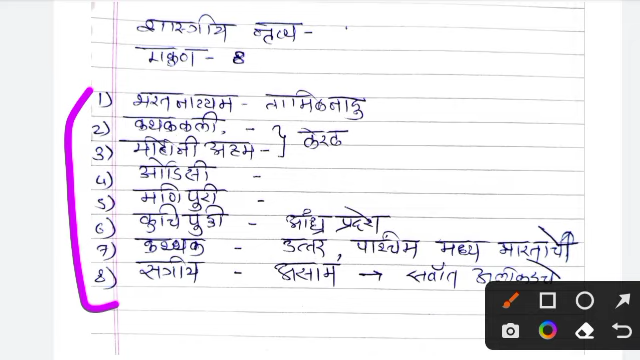 शास्त्रीय नृत्य -
एकुण - 8
1) भरतनाट्यम - तामिळनाडु
2) कथककली. -
3) मोहीनी अट्टम - } केरळ
4) ओडिसी -
5) मणिपुरी -
6) कुचिपुडी - आंध्र प्रदेश
7) कथ्थक - उत्तर, पश्चिम मध्य भारताची
8) सत्रीय - आसाम → सर्वात अलीकडचे